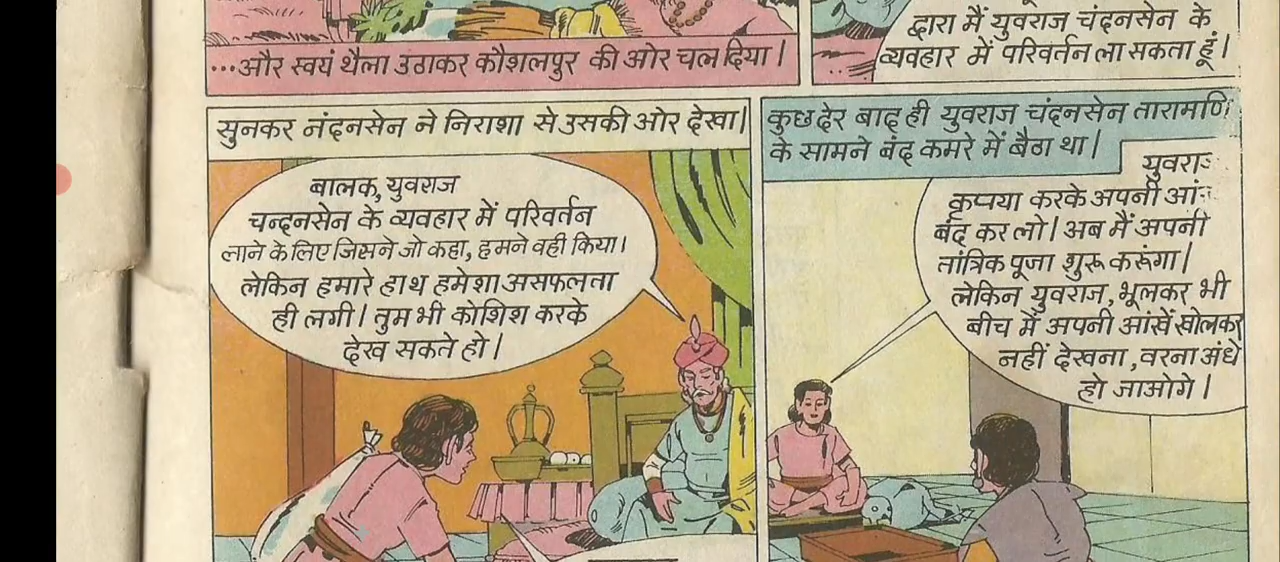 ...और स्वयं थैला उठाकर कौशलपुर की ओर चल दिया।
द्वारा मैं युवराज चंदनसेन के
व्यवहार में परिवर्तन ला सकता हूं।
सुनकर नंदनसेन ने निराशा से उसकी ओर देखा।
बालक, युवराज
चन्दनसेन के व्यवहार में परिवर्तन
लाने के लिए जिसने जो कहा, हमने वही किया।
लेकिन हमारे हाथ हमेशा असफलता
ही लगी। तुम भी कोशिश करके
देख सकते हो।
कुछ देर बाद ही युवराज चंदनसेन तारामणि
के सामने बंद कमरे में बैठा था।
कृप्या करके अपनी
बंद कर लो। अब मैं अपनी
तांत्रिक पूजा शुरू करूंगा।
लेकिन युवराज, भूलकर भी
बीच में अपनी आंखें खोलकर
नहीं देखना, वरना अंधे
हो जाओगे।